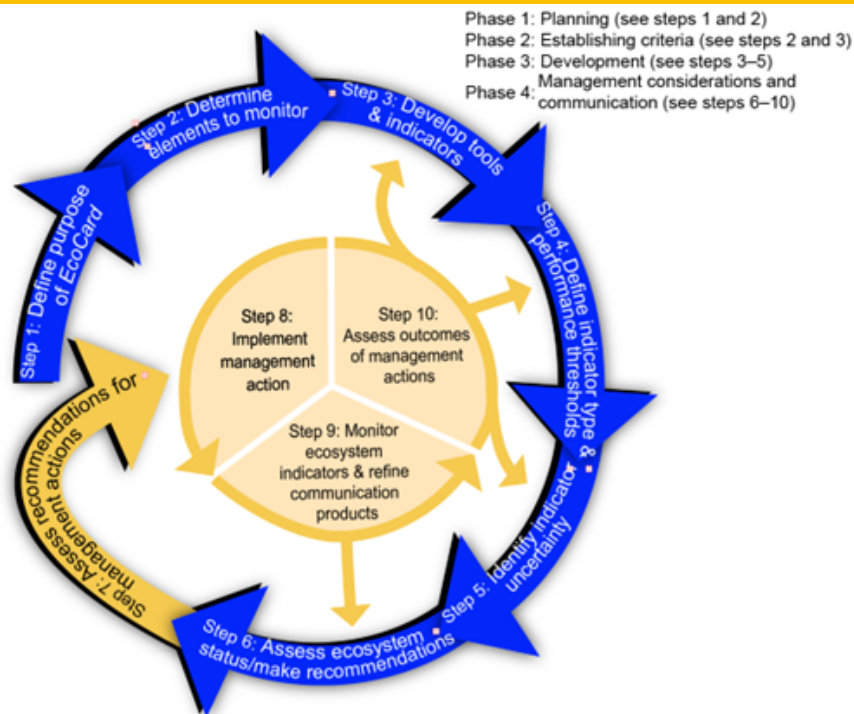 Phase 1: Planning (see steps 1 and 2)
Phase 2: Establishing criteria (see steps 2 and 3)
Phase 3: Development (see steps 3–5)
Phase 4: Management considerations and
communication (see steps 6–10)
Step 1: Define purpose
of EcoCard
Step 2: Determine
elements to monitor
Step 3: Develop tools
& indicators
Step 4: Define indicator type &
performance thresholds
Step 5: Identify indicator
uncertainty
Step 6: Assess ecosystem
status/make recommendations
Step 7: Assess recommendations for
management actions
Step 8:
Implement
management
action
Step 9: Monitor
ecosystem
indicators & refine
communication
products
Step 10:
Assess outcomes
of management
actions